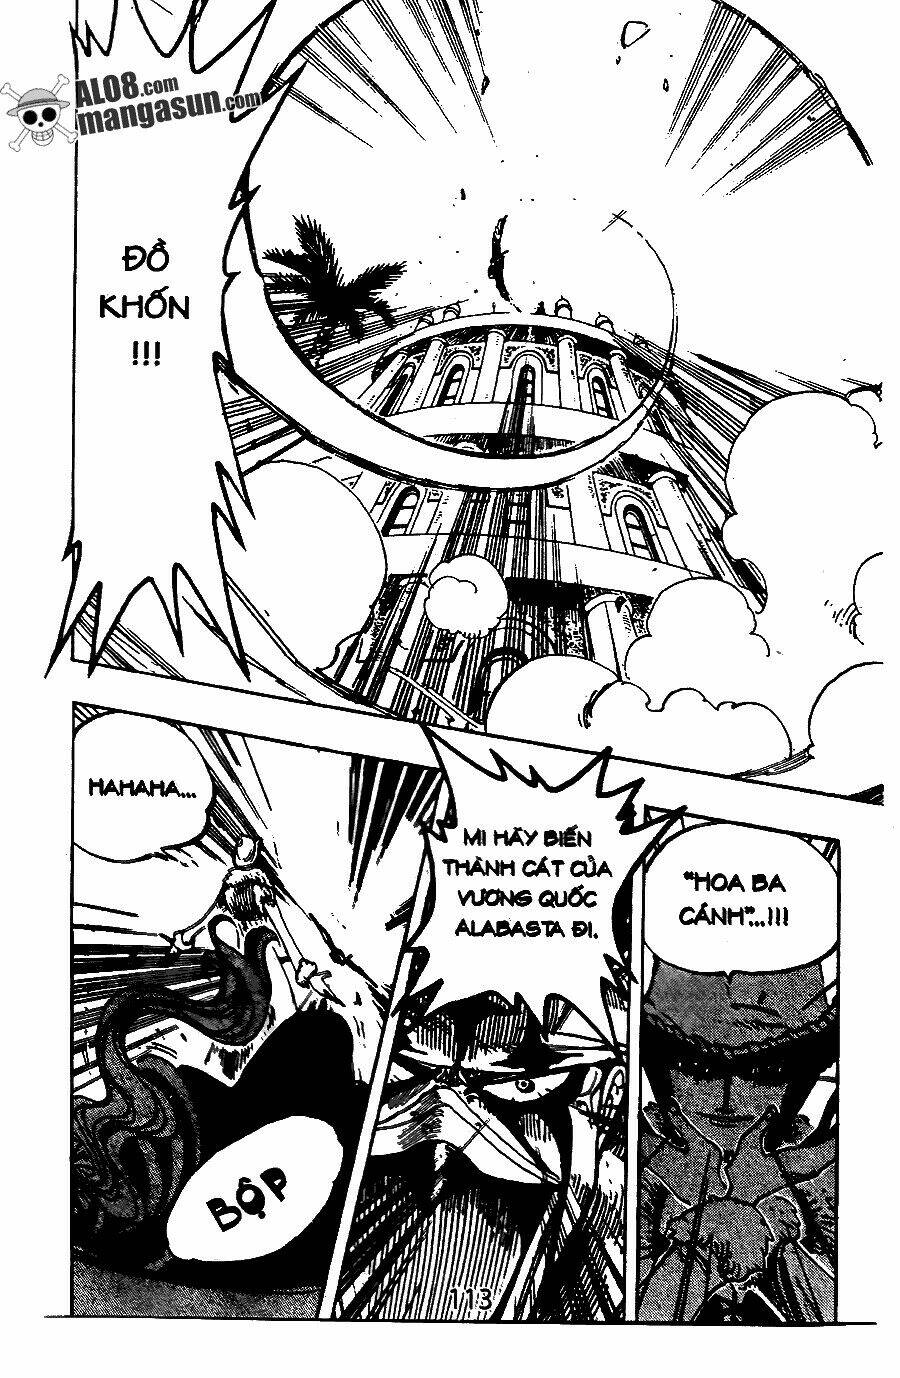 AL08.com
mangasun.com
ĐỒ
KHỐN
!!!
HAHAHA...
MI HÃY BIẾN
THÀNH CÁT CỦA
VƯƠNG QUỐC
ALABASTA ĐI.
"HOA BA
CÁNH"...!!!
BỘP
113